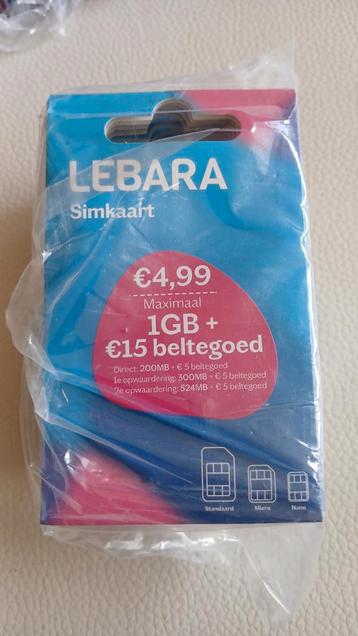 LEBARA
Simkaart
€4,99
Maximaal
1GB +
€15 beltegoed
Direct: 200MB + € 5 beltegoed
1e opwaardering: 300MB + € 5 beltegoed
2e opwaardering: 524MB + € 5 beltegoed
Standaard Micro Nano